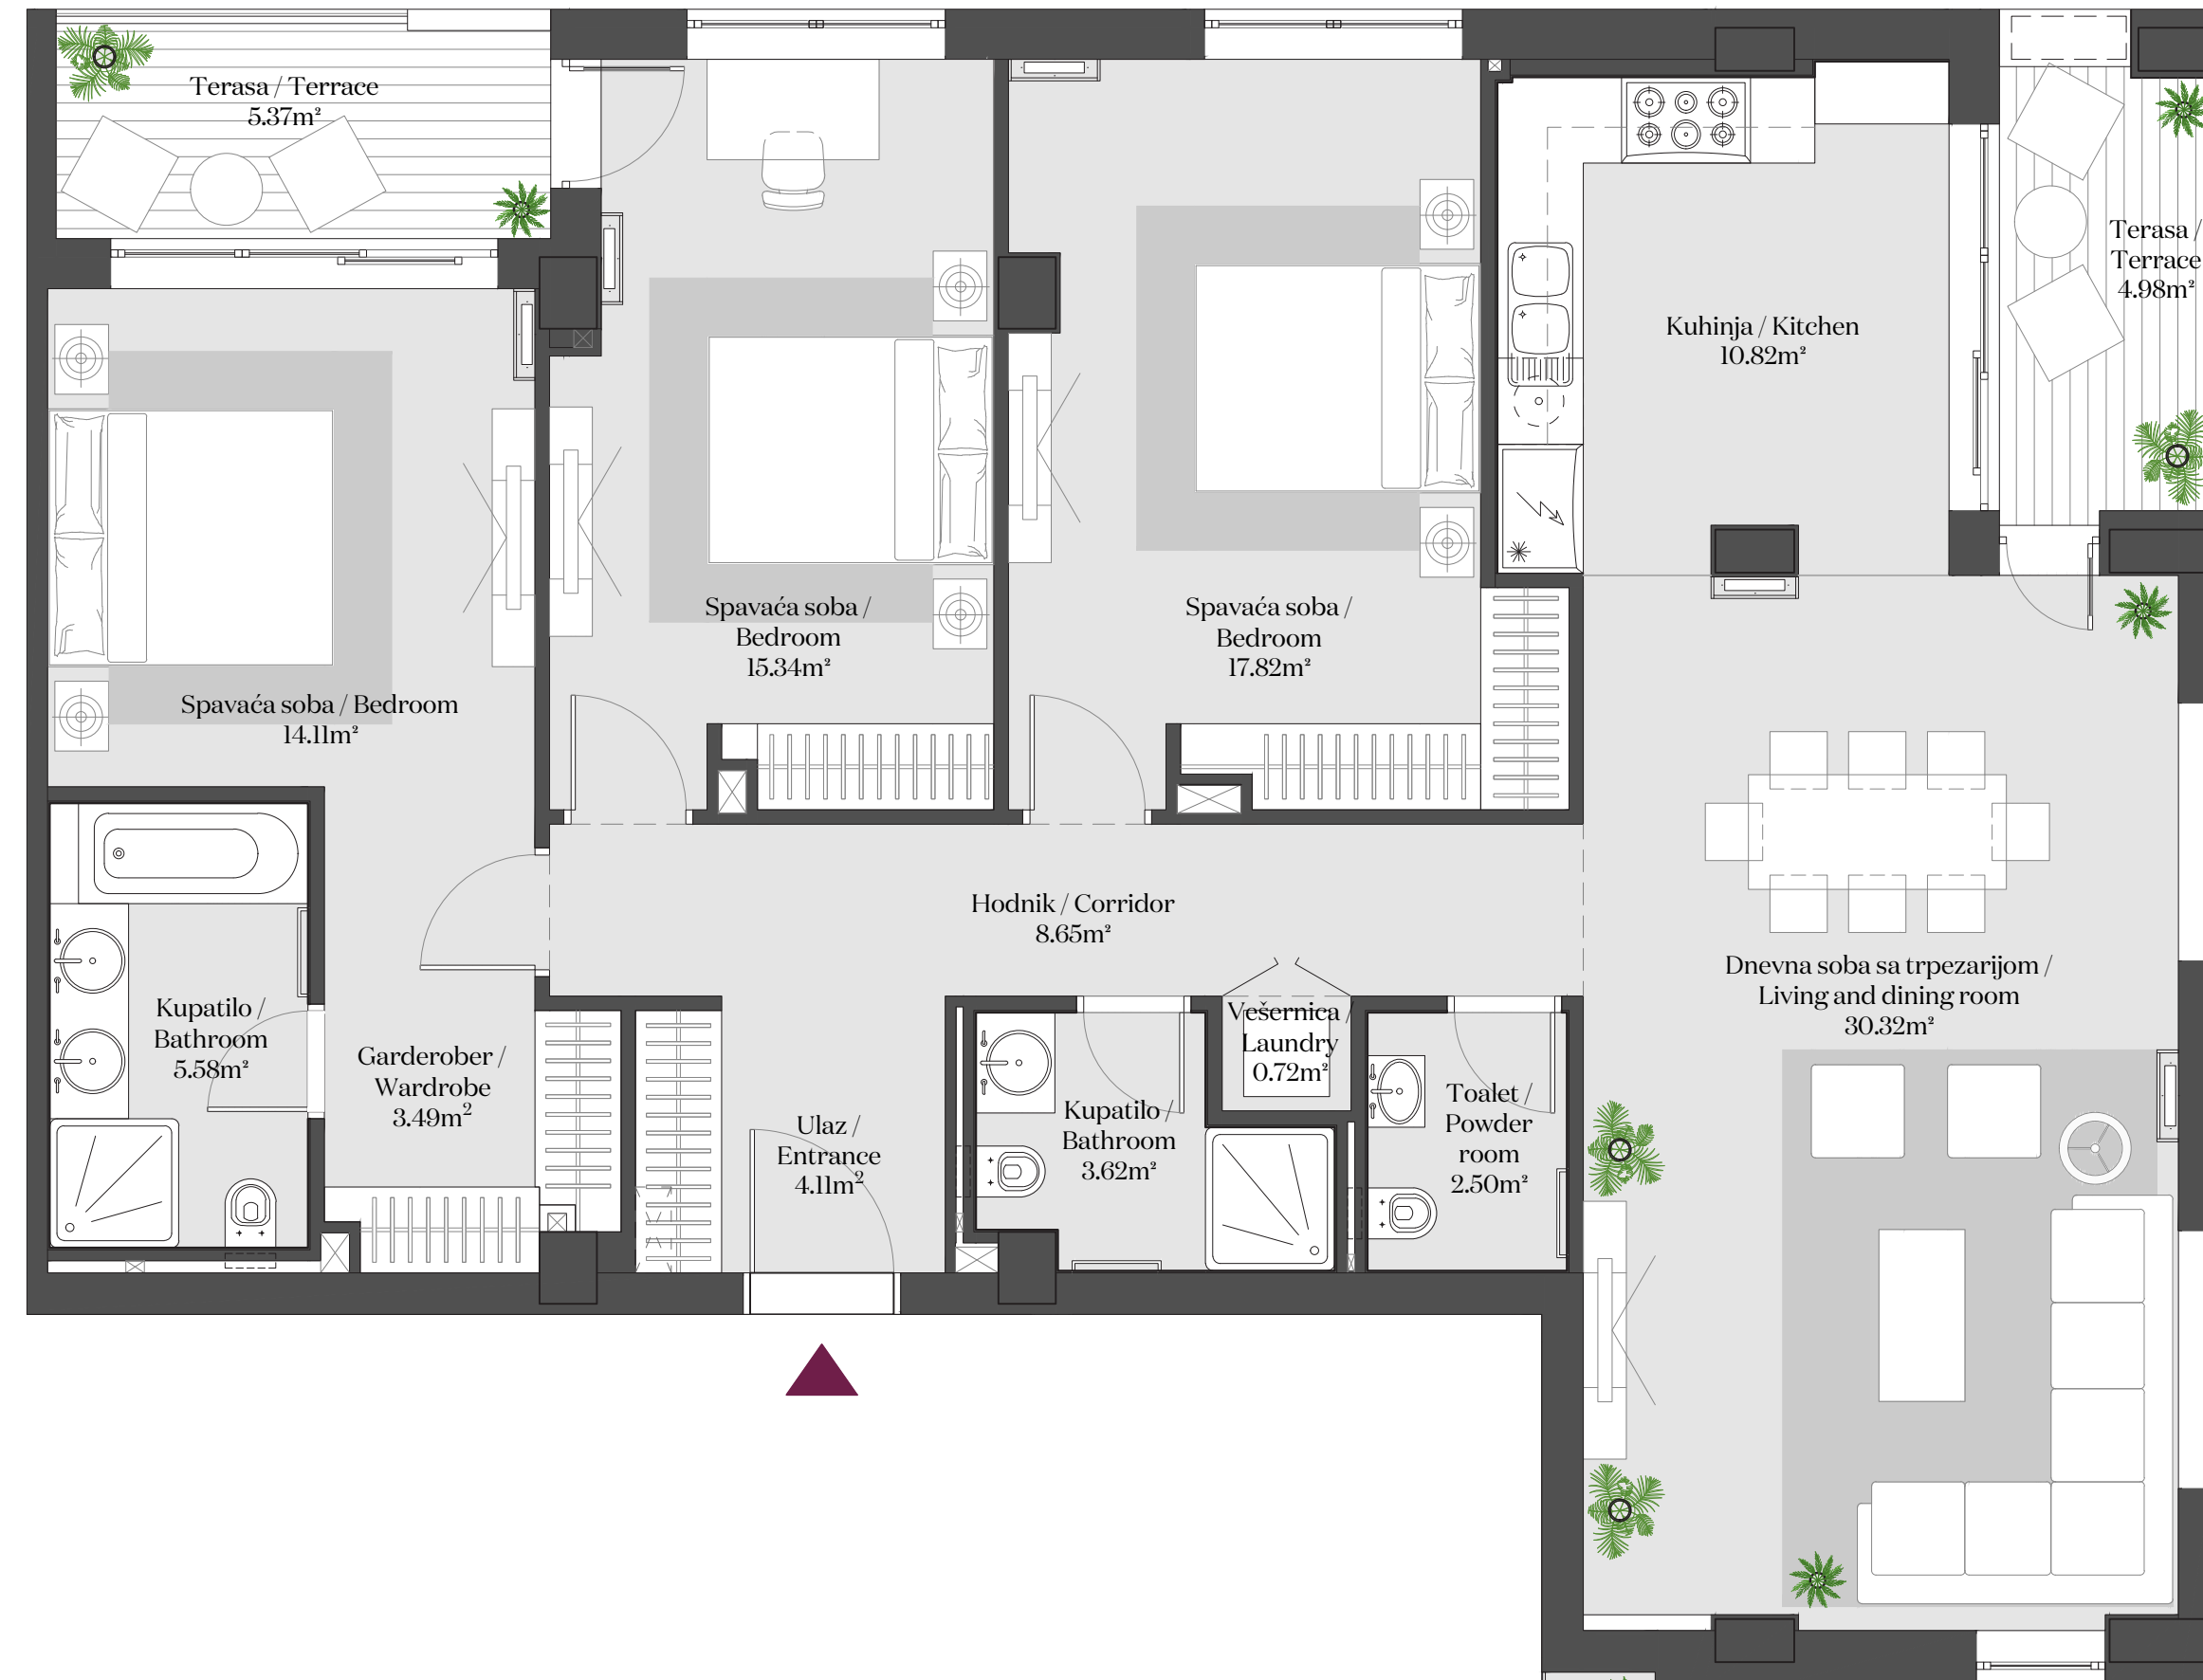 Terasa / Terrace
5.37m²
Terasa /
Terrace
4.98m²
Kuhinja / Kitchen
10.82m²
Spavaća soba /
Bedroom
15.34m²
Spavaća soba /
Bedroom
17.82m²
Spavaća soba / Bedroom
14.11m²
Hodnik / Corridor
8.65m²
Dnevna soba sa trpezarijom /
Living and dining room
30.32m²
Kupatilo /
Bathroom
5.58m²
Garderober /
Wardrobe
3.49m²
Ulaz /
Entrance
4.11m²
Kupatilo /
Bathroom
3.62m²
Vešernica /
Laundry
0.72m²
Toalet /
Powder
room
2.50m²